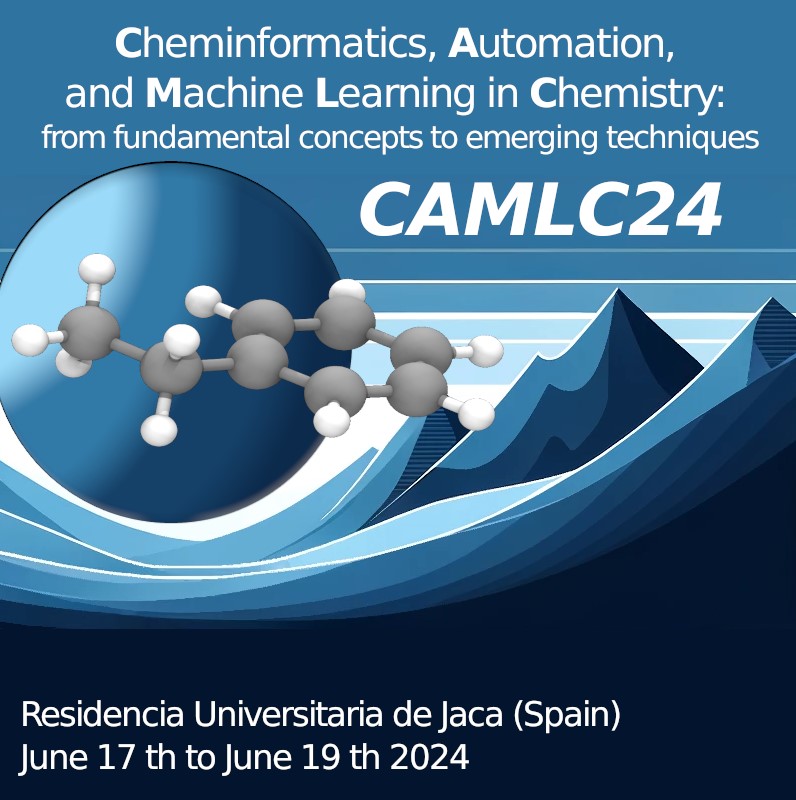 Cheminformatics, Automation,
and Machine Learning in Chemistry:
from fundamental concepts to emerging techniques
CAMLC24
Residencia Universitaria de Jaca (Spain)
June 17 th to June 19 th 2024